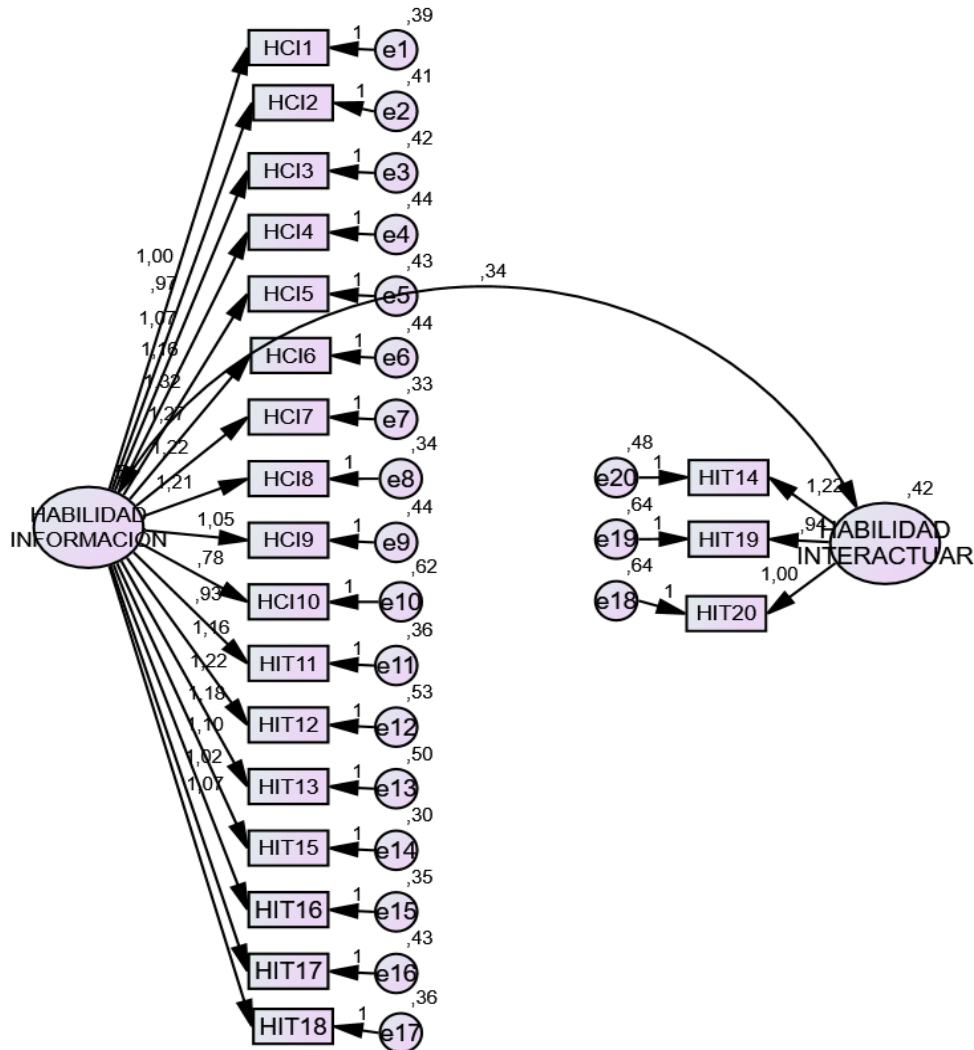 ,39
HCI1 1 e1
,41
HCI2 1 e2
,42
HCI3 1 e3
,44
HCI4 1 e4
,43
HCI5 1 e5
,44
HCI6 1 e6
,33
HCI7 1 e7
,34
HCI8 1 e8
,44
HCI9 1 e9
,62
HCI10 1 e10
,36
HIT11 1 e11
,53
HIT12 1 e12
,50
HIT13 1 e13
,30
HIT15 1 e14
,35
HIT16 1 e15
,43
HIT17 1 e16
,36
HIT18 1 e17
1,00
,97
1,07
1,16
1,32
1,27
1,22
1,21
1,05
,78
,93
1,16
1,22
1,18
1,10
1,02
1,07
HABILIDAD
INFORMACION
,34
,48
e20 1 HIT14 1,22
,64
e19 1 HIT19 ,94
,64
e18 1 HIT20 1,00
,42
HABILIDAD
INTERACTUAR